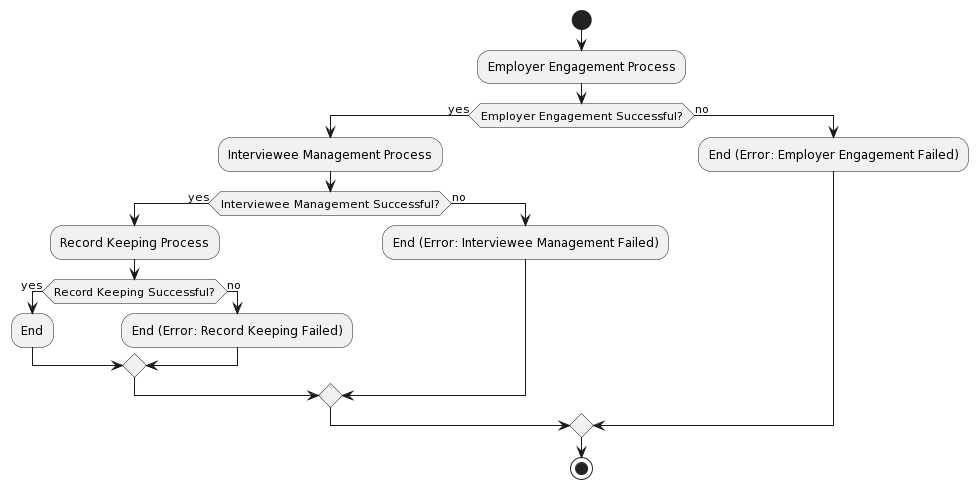 Employer Engagement Process
yes
Employer Engagement Successful?
no
Interviewee Management Process
End (Error: Employer Engagement Failed)
yes
Interviewee Management Successful?
no
Record Keeping Process
End (Error: Interviewee Management Failed)
yes
Record Keeping Successful?
no
End
End (Error: Record Keeping Failed)